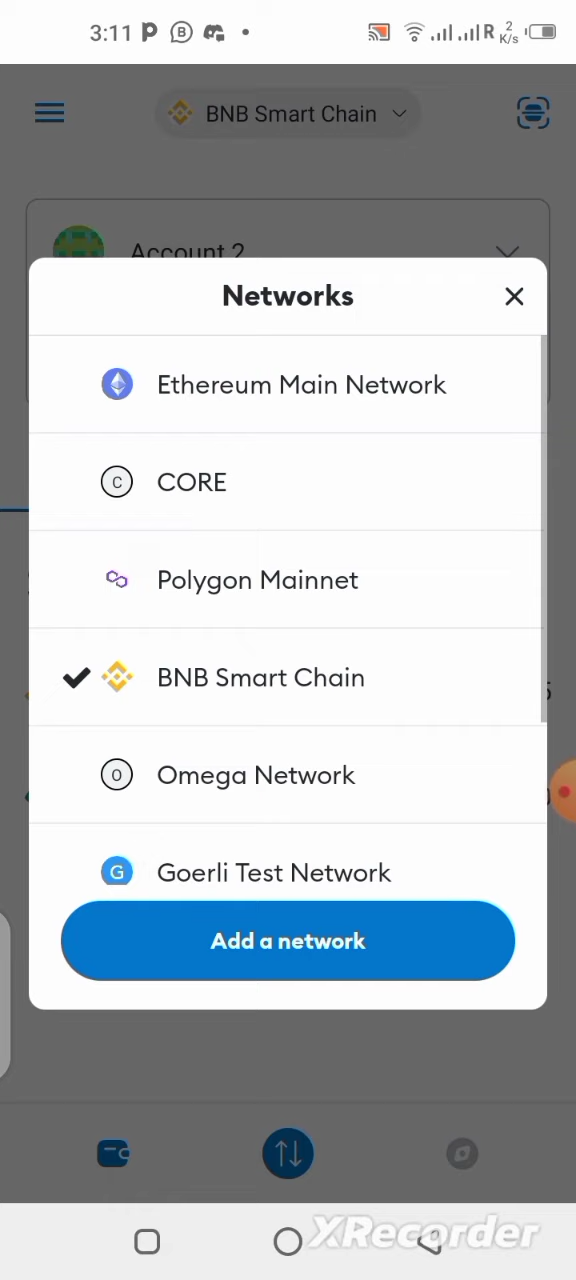 3:11
R 2 K/s
BNB Smart Chain
Account 2
Networks
Ethereum Main Network
C CORE
Polygon Mainnet
BNB Smart Chain
O Omega Network
G Goerli Test Network
Add a network
XRecorder